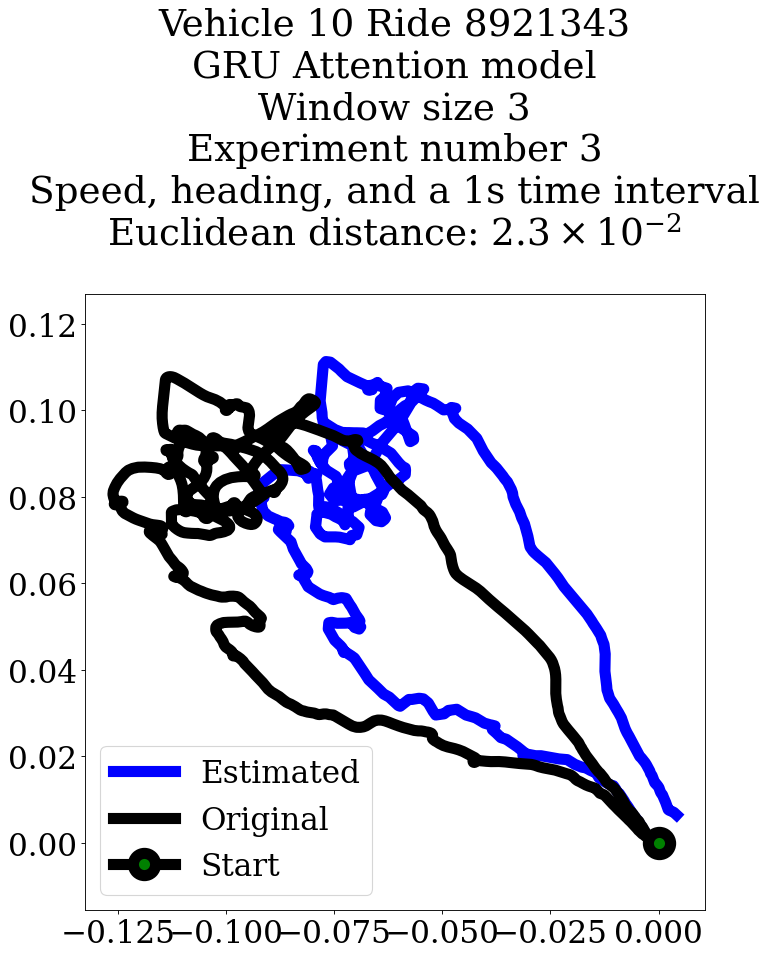 Vehicle 10 Ride 8921343
GRU Attention model
Window size 3
Experiment number 3
Speed, heading, and a 1s time interval
Euclidean distance: 2.3 × 10⁻²
0.12
0.10
0.08
0.06
0.04
0.02
0.00
Estimated
Original
Start
−0.125 −0.100 −0.075 −0.050 −0.025 0.000